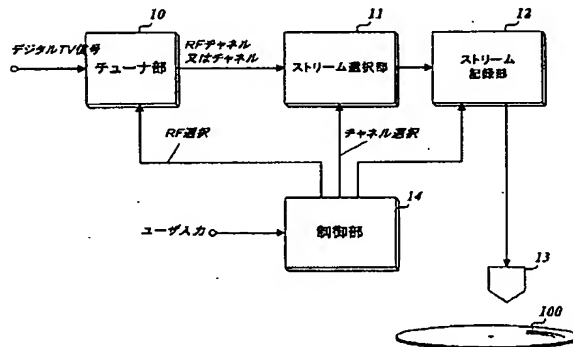 10
11
12
デジタルTV信号
チューナ部
RFチャネル
又はチャネル
ストリーム選択部
ストリーム
記録部
RF選択
チャネル選択
14
ユーザ入力
制御部
13
100